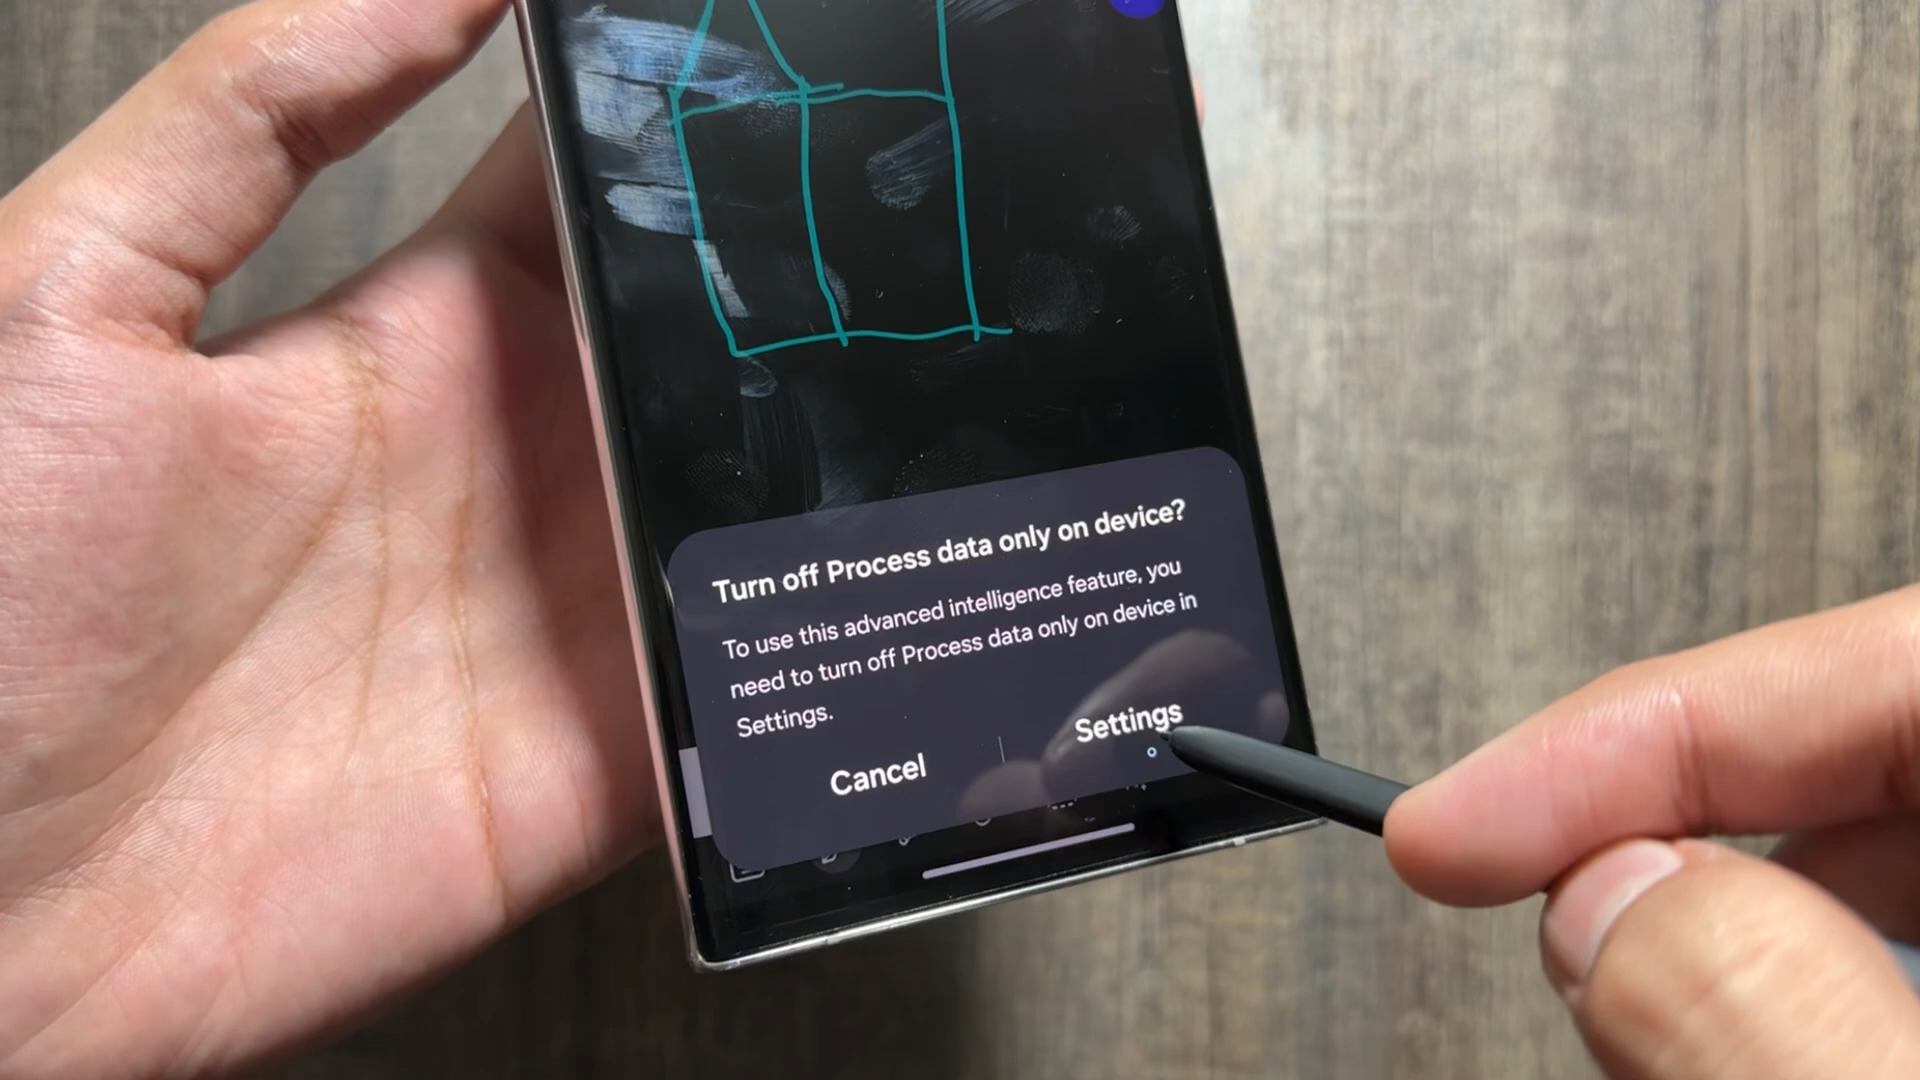 Turn off Process data only on device?
To use this advanced intelligence feature, you
need to turn off Process data only on device in
Settings.
Cancel
Settings